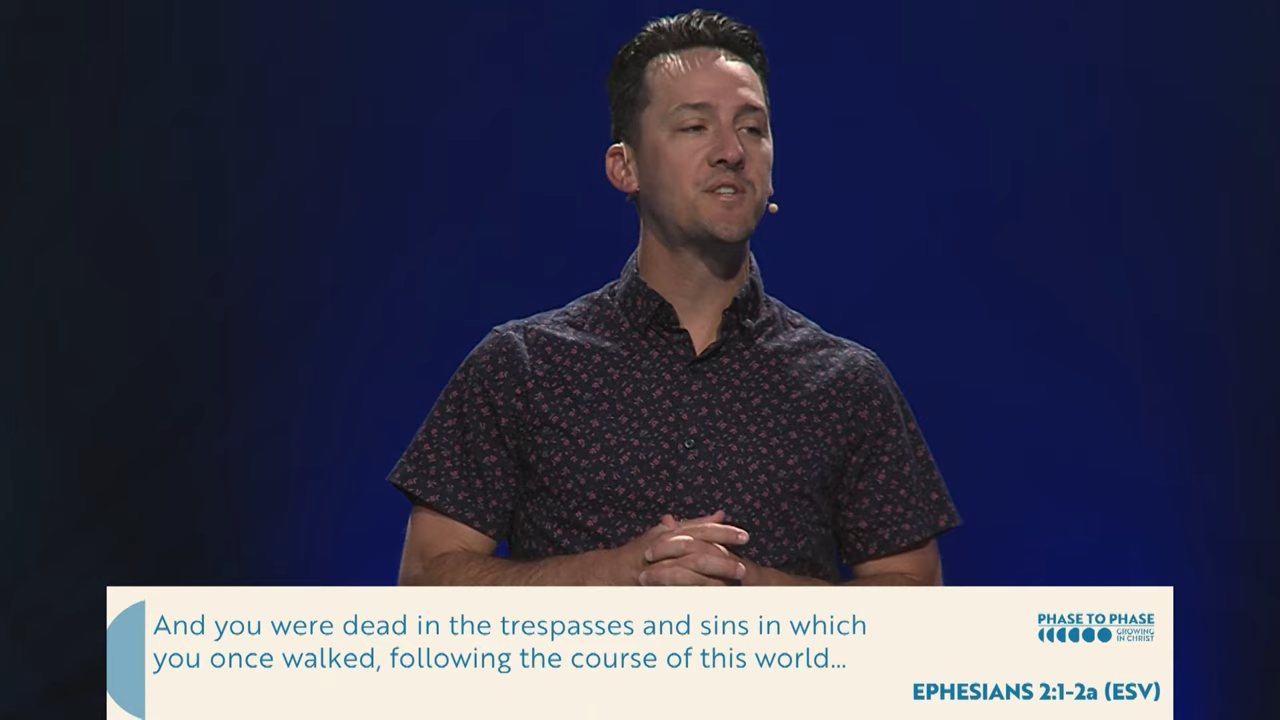 And you were dead in the trespasses and sins in which
you once walked, following the course of this world...
PHASE TO PHASE
GROWING
IN CHRIST
EPHESIANS 2:1-2a (ESV)